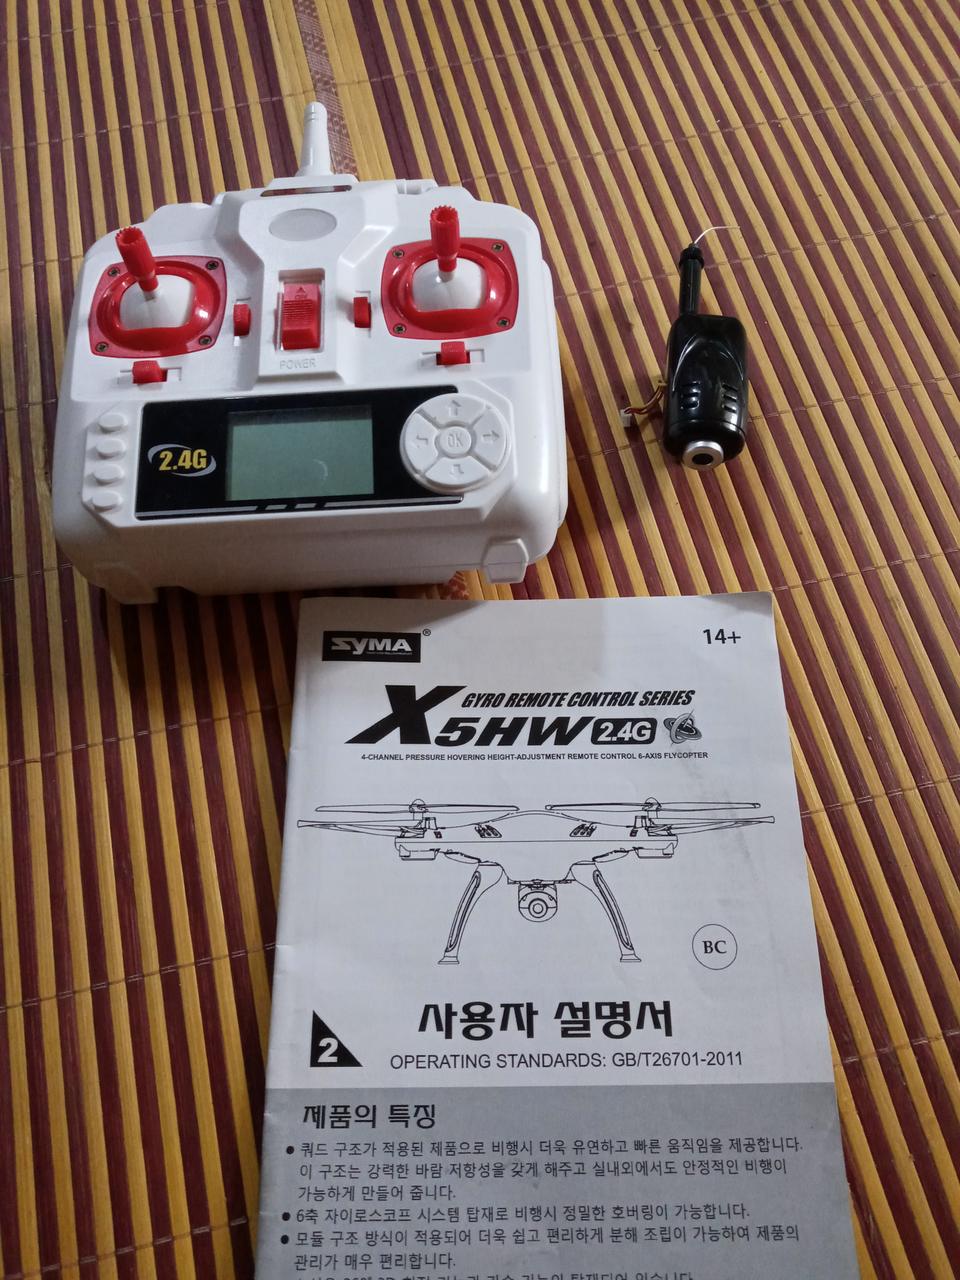 ON
POWER
2.4G
OK
SYMA®
14+
GYRO REMOTE CONTROL SERIES
X5HW 2.4G
4-CHANNEL PRESSURE HOVERING HEIGHT-ADJUSTMENT REMOTE CONTROL 6-AXIS FLYCOPTER
BC
2
사용자 설명서
OPERATING STANDARDS: GB/T26701-2011
제품의 특징
● 쿼드 구조가 적용된 제품으로 비행시 더욱 유연하고 빠른 움직임을 제공합니다.
이 구조는 강력한 바람 저항성을 갖게 해주고 실내외에서도 안정적인 비행이
가능하게 만들어 줍니다.
● 6축 자이로스코프 시스템 탑재로 비행시 정밀한 호버링이 가능합니다.
● 모듈 구조 방식이 적용되어 더욱 쉽고 편리하게 분해 조립이 가능하여 제품의
관리가 매우 편리합니다.